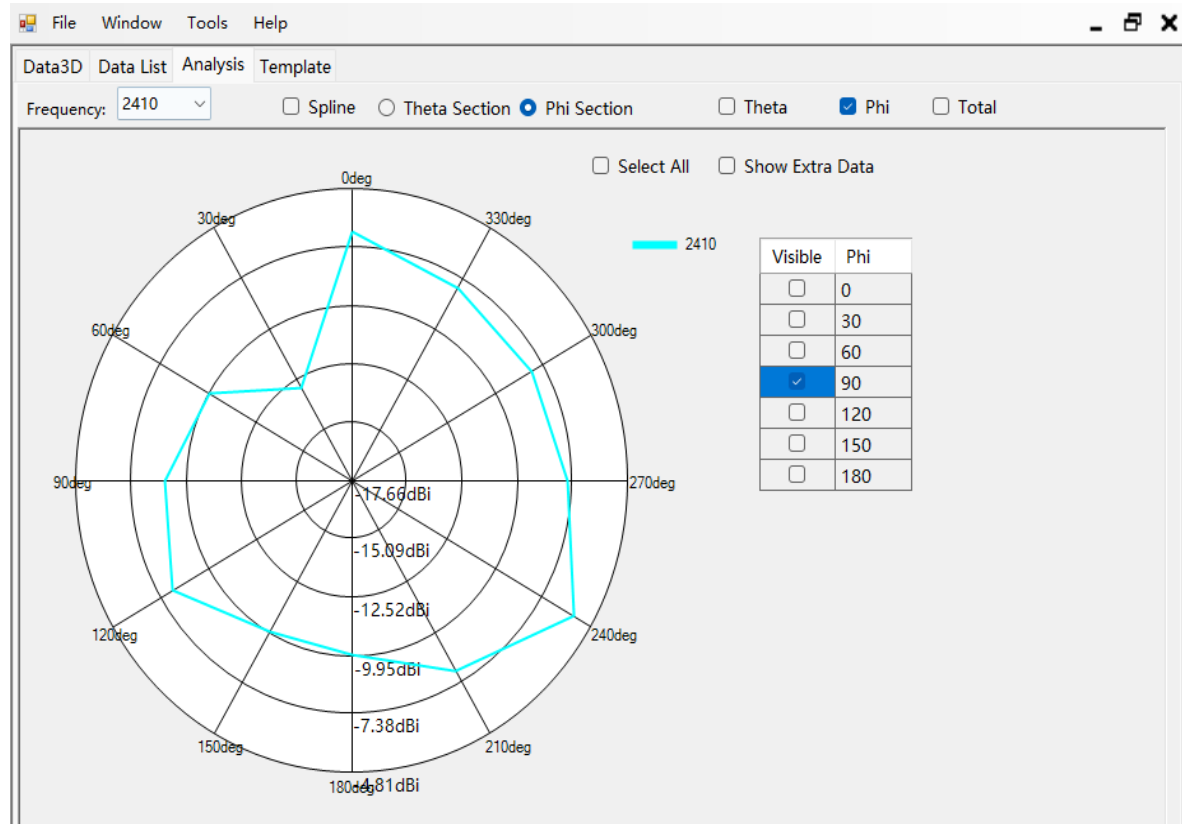 File Window Tools Help
Data3D Data List Analysis Template
Frequency: 2410 Spline Theta Section Phi Section Theta Phi Total
Select All Show Extra Data
0deg
30deg 330deg
2410
Visible Phi
0
30
60deg 300deg
60
90
120
150
90deg 270deg
180
-17.66dBi
-15.09dBi
-12.52dBi
120deg 240deg
-9.95dBi
-7.38dBi
150deg 210deg
180deg -4.81dBi